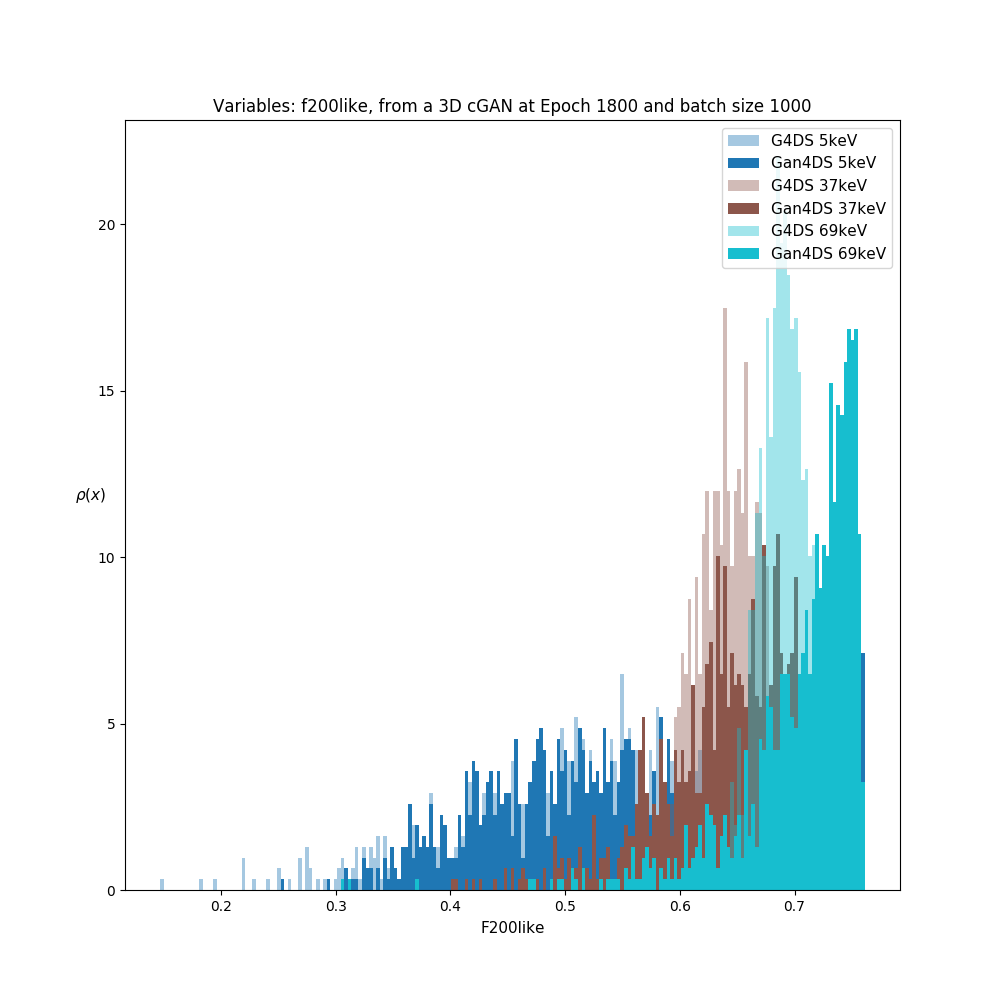 Variables: f200like, from a 3D cGAN at Epoch 1800 and batch size 1000
G4DS 5keV
Gan4DS 5keV
G4DS 37keV
Gan4DS 37keV
G4DS 69keV
Gan4DS 69keV
20
15
ρ(x)
10
5
0
0.2 0.3 0.4 0.5 0.6 0.7
F200like